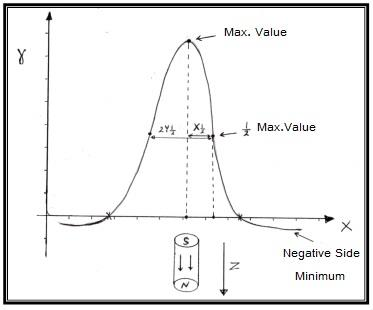 Max. Value
γ
2Y½
X½
½ Max.Value
X
S
N
Z
Negative Side
Minimum